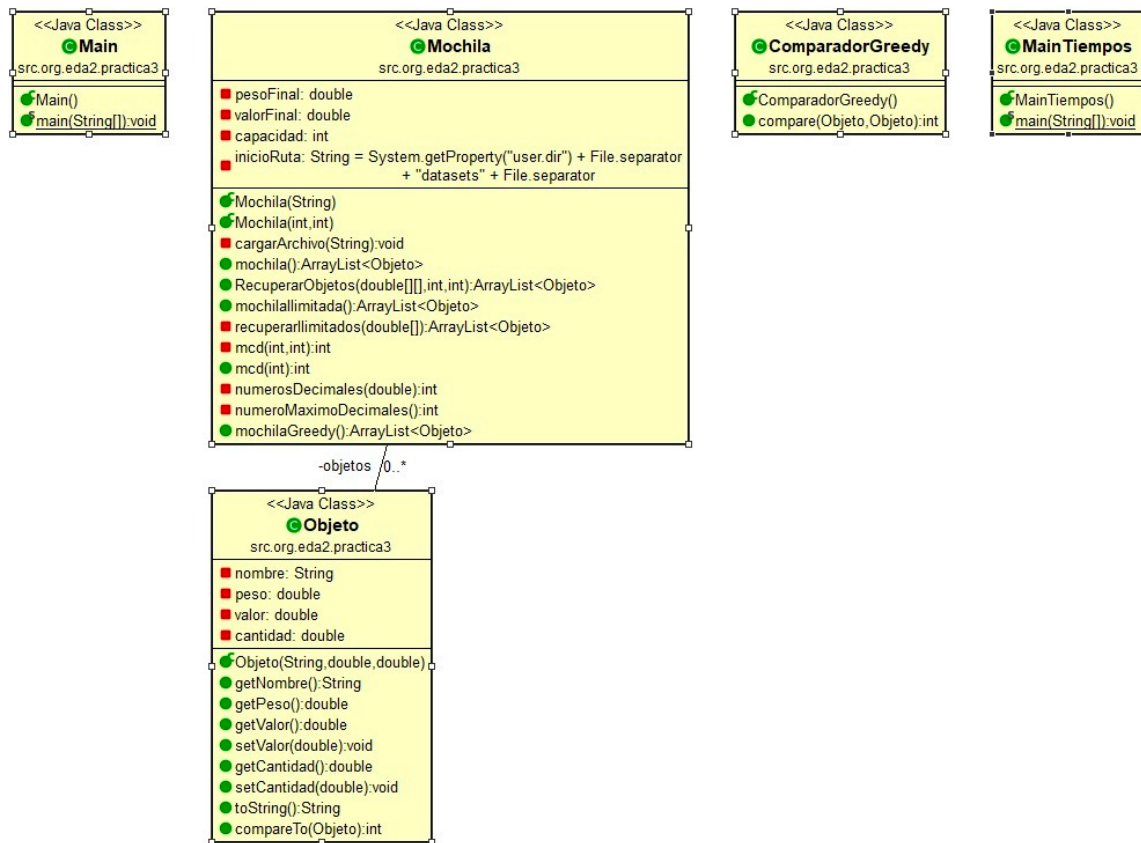 <<Java Class>>
Main
src.org.eda2.practica3
Main()
main(String[]):void
<<Java Class>>
Mochila
src.org.eda2.practica3
pesoFinal: double
valorFinal: double
capacidad: int
inicioRuta: String = System.getProperty("user.dir") + File.separator
+ "datasets" + File.separator
Mochila(String)
Mochila(int,int)
cargarArchivo(String):void
mochila():ArrayList<Objeto>
RecuperarObjetos(double[][],int,int):ArrayList<Objeto>
mochilaIlimitada():ArrayList<Objeto>
recuperarIlimitados(double[]):ArrayList<Objeto>
mcd(int,int):int
mcd(int):int
numerosDecimales(double):int
numeroMaximoDecimales():int
mochilaGreedy():ArrayList<Objeto>
<<Java Class>>
ComparadorGreedy
src.org.eda2.practica3
ComparadorGreedy()
compare(Objeto,Objeto):int
<<Java Class>>
MainTiempos
src.org.eda2.practica3
MainTiempos()
main(String[]):void
-objetos 0..*
<<Java Class>>
Objeto
src.org.eda2.practica3
nombre: String
peso: double
valor: double
cantidad: double
Objeto(String,double,double)
getNombre():String
getPeso():double
getValor():double
setValor(double):void
getCantidad():double
setCantidad(double):void
toString():String
compareTo(Objeto):int